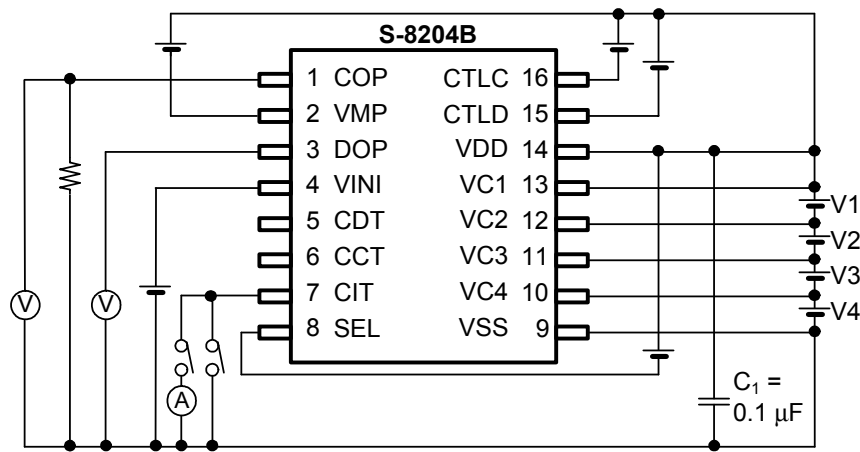 S-8204B
1 COP CTLC 16
2 VMP CTLD 15
3 DOP VDD 14
4 VINI VC1 13
5 CDT VC2 12
6 CCT VC3 11
7 CIT VC4 10
8 SEL VSS 9
V1
V2
V3
V4
V
V
A
C₁ =
0.1 μF